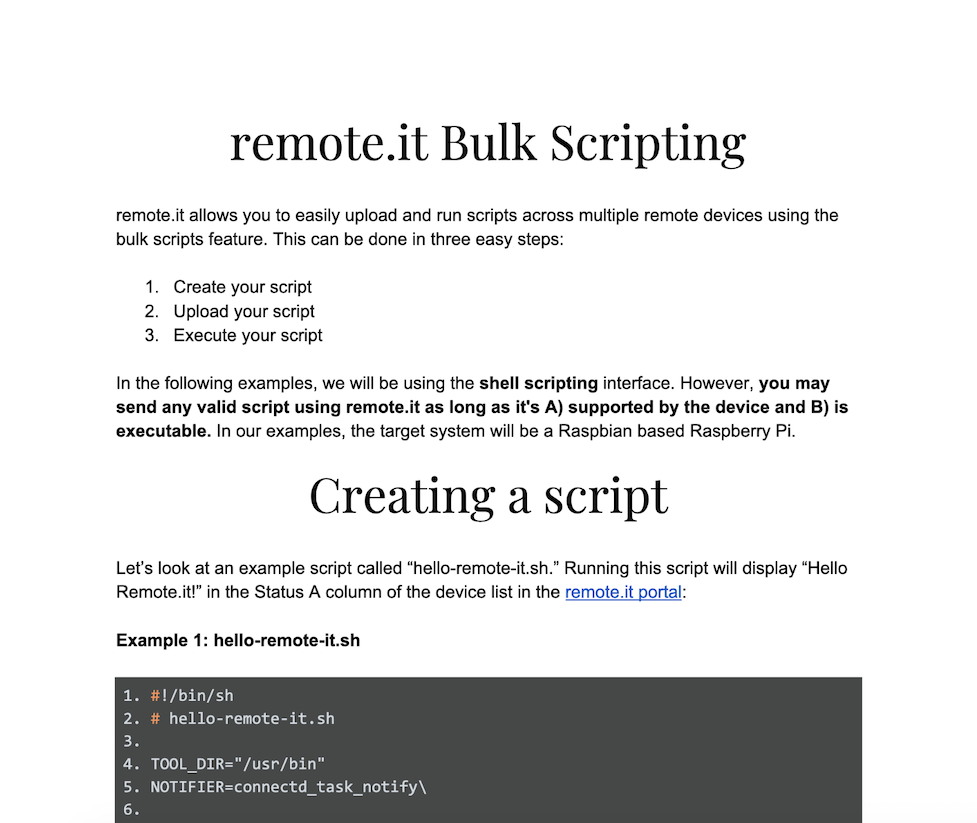 remote.it Bulk Scripting
remote.it allows you to easily upload and run scripts across multiple remote devices using the
bulk scripts feature. This can be done in three easy steps:
1. Create your script
2. Upload your script
3. Execute your script
In the following examples, we will be using the shell scripting interface. However, you may
send any valid script using remote.it as long as it's A) supported by the device and B) is
executable. In our examples, the target system will be a Raspbian based Raspberry Pi.
Creating a script
Let’s look at an example script called “hello-remote-it.sh.” Running this script will display “Hello
Remote.it!” in the Status A column of the device list in the remote.it portal:
Example 1: hello-remote-it.sh
1. #!/bin/sh
2. # hello-remote-it.sh
3.
4. TOOL_DIR="/usr/bin"
5. NOTIFIER=connectd_task_notify\
6.